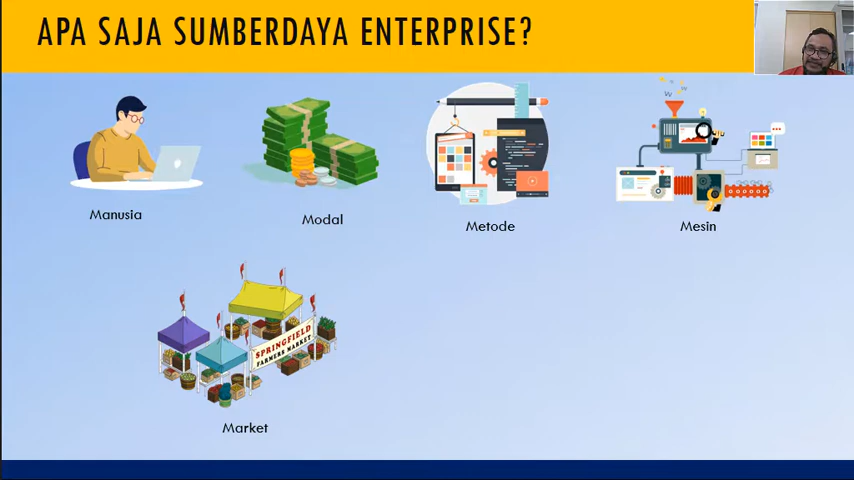 APA SAJA SUMBERDAYA ENTERPRISE?
Manusia
Modal
Metode
Mesin
SPRINGFIELD
FARMERS MARKET
Market